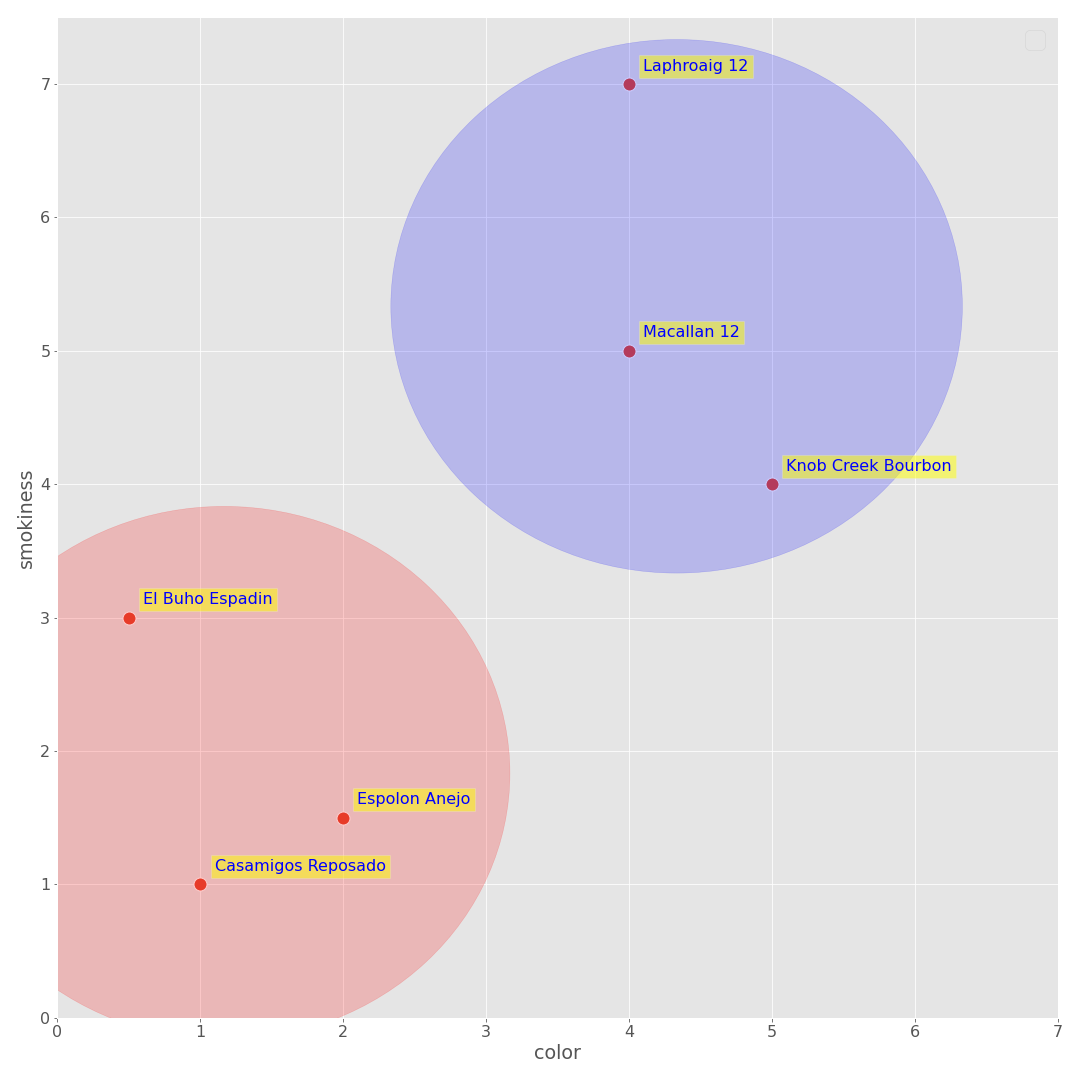 Laphroaig 12
7
6
Macallan 12
5
Knob Creek Bourbon
4
smokiness
El Buho Espadin
3
2
Espolon Anejo
Casamigos Reposado
1
0
0 1 2 3 4 5 6 7
color